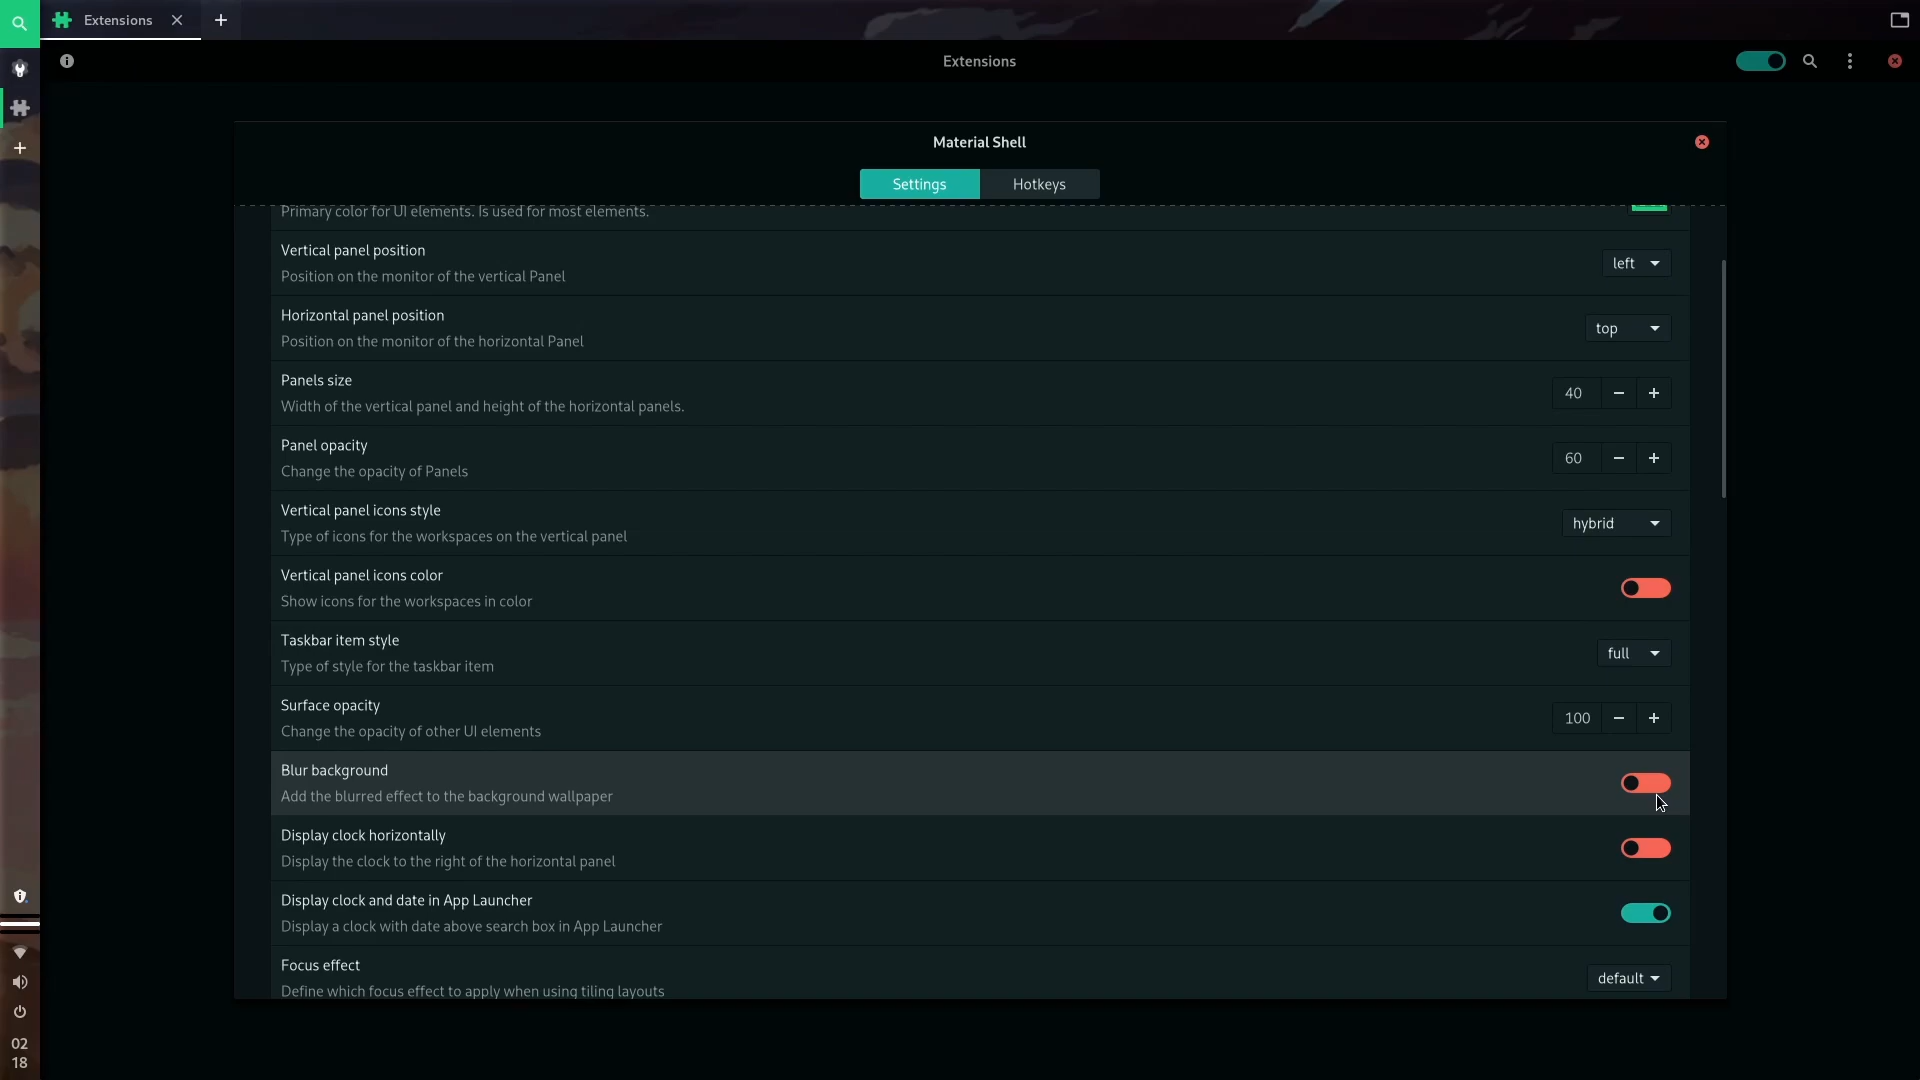 Extensions
Extensions
Material Shell
Settings Hotkeys
Primary color for UI elements. Is used for most elements.
Vertical panel position
Position on the monitor of the vertical Panel
left
Horizontal panel position
Position on the monitor of the horizontal Panel
top
Panels size
Width of the vertical panel and height of the horizontal panels.
40 − +
Panel opacity
Change the opacity of Panels
60 − +
Vertical panel icons style
Type of icons for the workspaces on the vertical panel
hybrid
Vertical panel icons color
Show icons for the workspaces in color
Taskbar item style
Type of style for the taskbar item
full
Surface opacity
Change the opacity of other UI elements
100 − +
Blur background
Add the blurred effect to the background wallpaper
Display clock horizontally
Display the clock to the right of the horizontal panel
Display clock and date in App Launcher
Display a clock with date above search box in App Launcher
Focus effect
Define which focus effect to apply when using tiling layouts
default
02
18